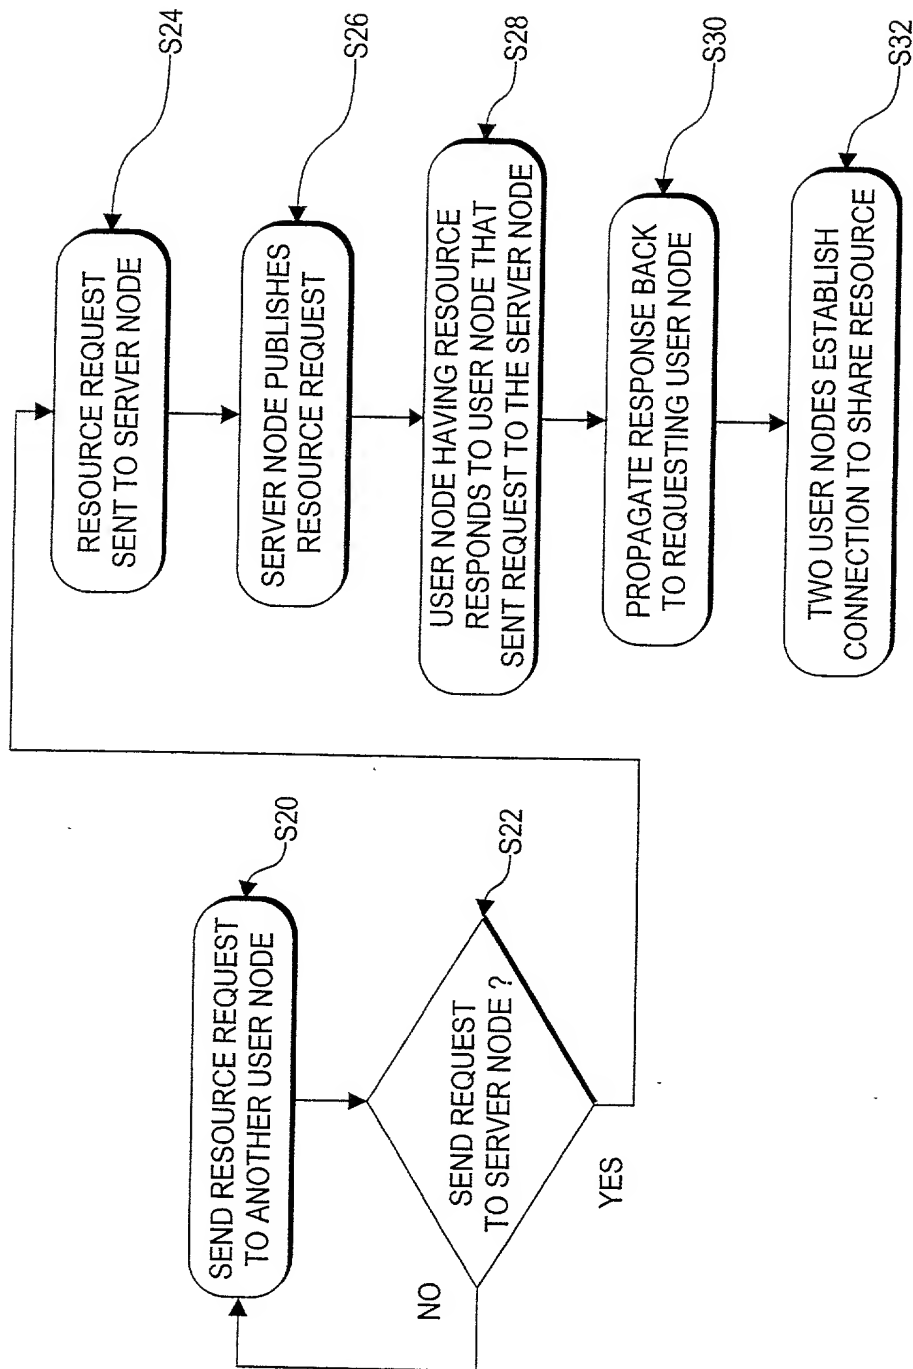 SEND RESOURCE REQUEST
TO ANOTHER USER NODE
S20
SEND REQUEST
TO SERVER NODE ?
S22
NO
YES
RESOURCE REQUEST
SENT TO SERVER NODE
S24
SERVER NODE PUBLISHES
RESOURCE REQUEST
S26
USER NODE HAVING RESOURCE
RESPONDS TO USER NODE THAT
SENT REQUEST TO THE SERVER NODE
S28
PROPAGATE RESPONSE BACK
TO REQUESTING USER NODE
S30
TWO USER NODES ESTABLISH
CONNECTION TO SHARE RESOURCE
S32